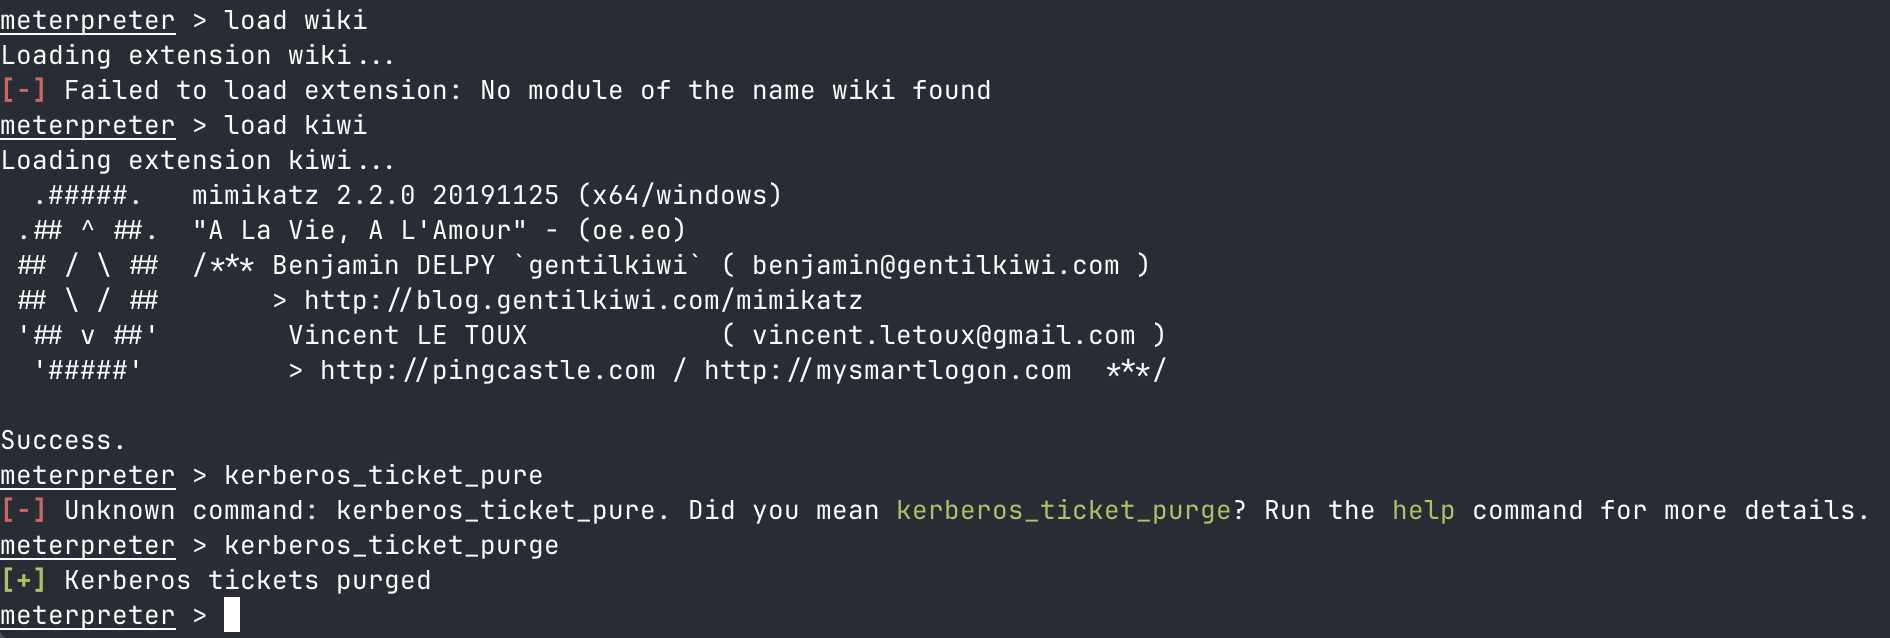 meterpreter > load wiki
Loading extension wiki...
[-] Failed to load extension: No module of the name wiki found
meterpreter > load kiwi
Loading extension kiwi...
  .#####.   mimikatz 2.2.0 20191125 (x64/windows)
 .## ^ ##.  "A La Vie, A L'Amour" - (oe.eo)
 ## / \ ##  /*** Benjamin DELPY `gentilkiwi` ( benjamin@gentilkiwi.com )
 ## \ / ##       > http://blog.gentilkiwi.com/mimikatz
 '## v ##'        Vincent LE TOUX            ( vincent.letoux@gmail.com )
  '#####'         > http://pingcastle.com / http://mysmartlogon.com  ***/

Success.
meterpreter > kerberos_ticket_pure
[-] Unknown command: kerberos_ticket_pure. Did you mean kerberos_ticket_purge? Run the help command for more details.
meterpreter > kerberos_ticket_purge
[+] Kerberos tickets purged
meterpreter >